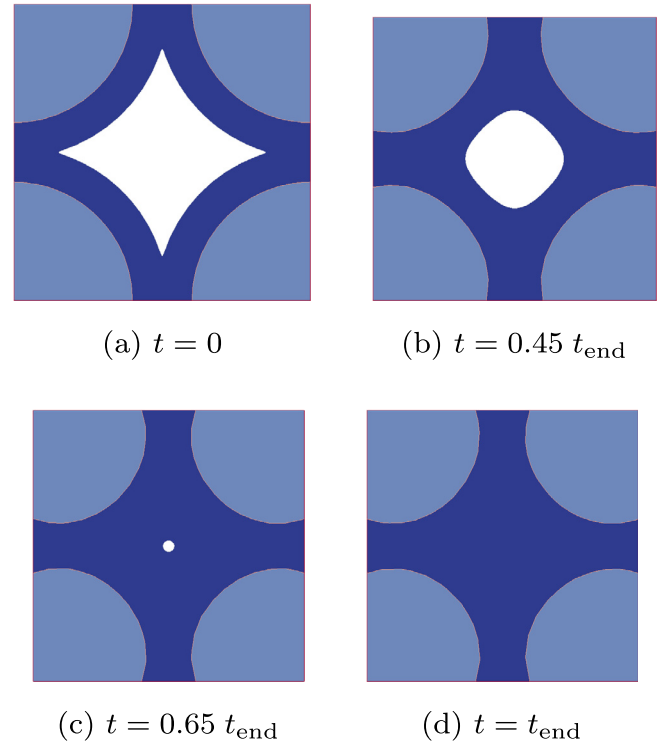 (a) t = 0
(b) t = 0.45 t_end
(c) t = 0.65 t_end
(d) t = t_end